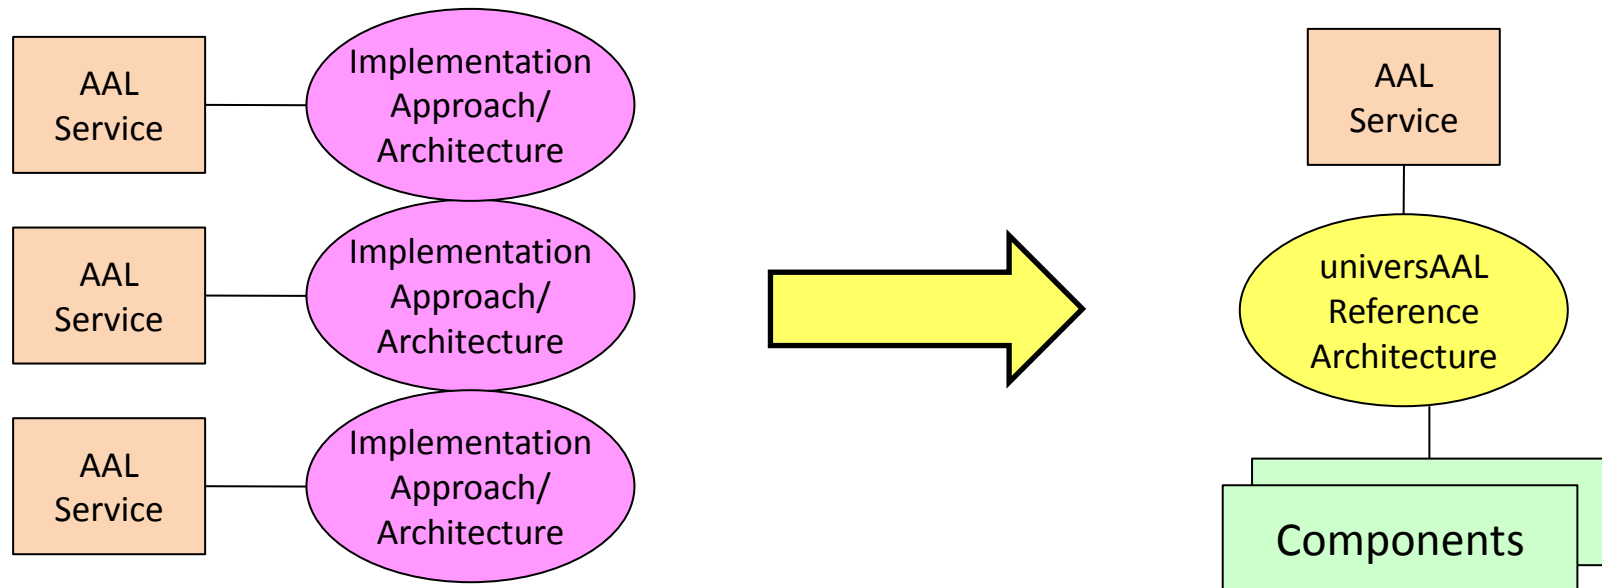 AAL
Service
Implementation
Approach/
Architecture
AAL
Service
Implementation
Approach/
Architecture
AAL
Service
Implementation
Approach/
Architecture
AAL
Service
universAAL
Reference
Architecture
Components